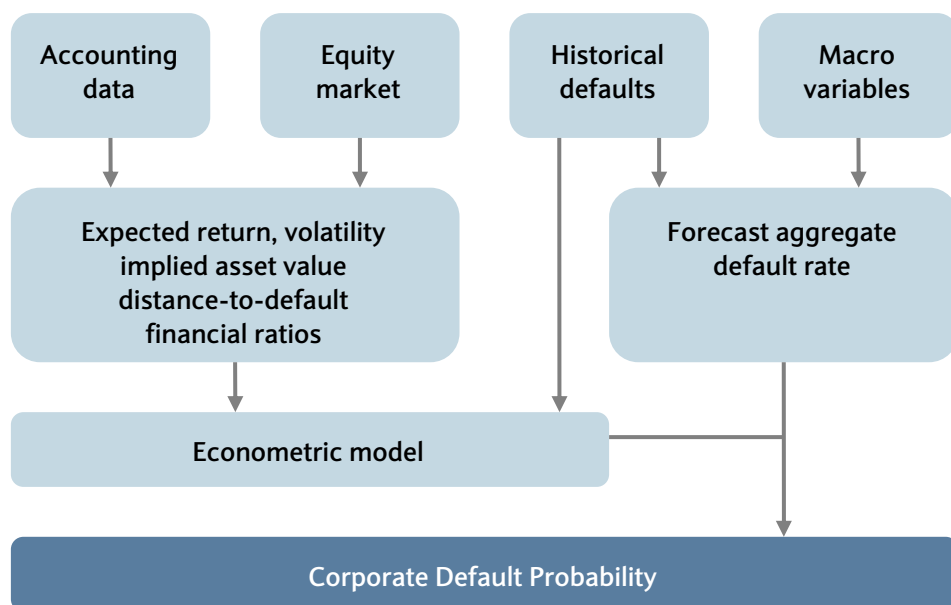 Accounting
data
Equity
market
Historical
defaults
Macro
variables
Expected return, volatility
implied asset value
distance-to-default
financial ratios
Forecast aggregate
default rate
Econometric model
Corporate Default Probability